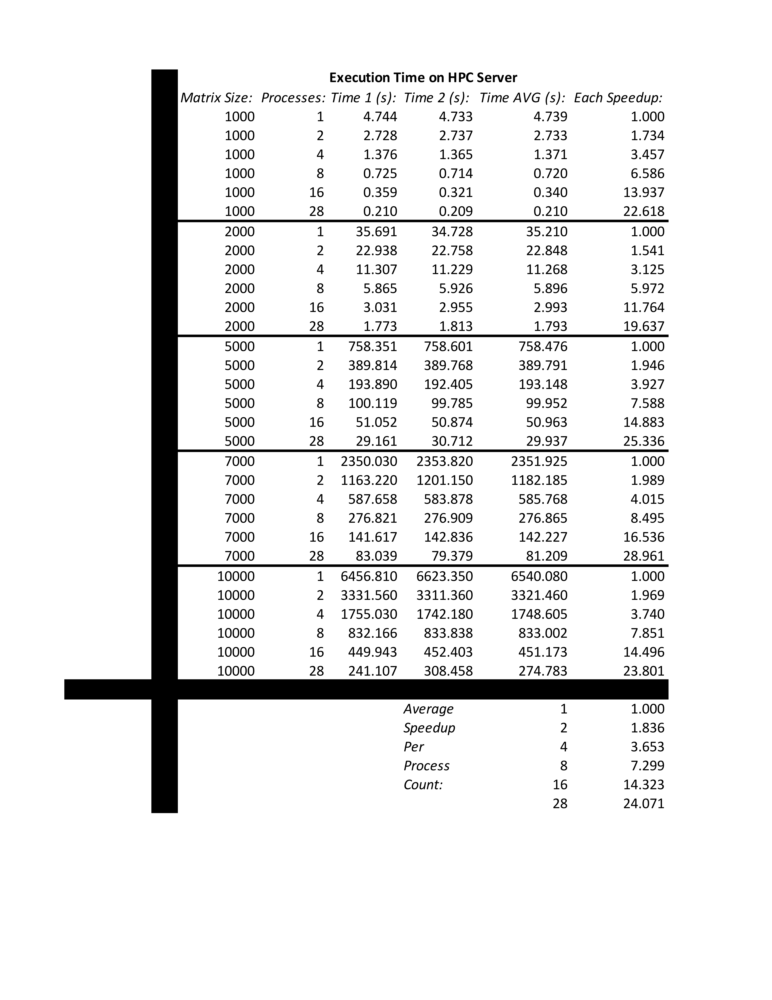 Execution Time on HPC Server
Matrix Size: Processes: Time 1 (s): Time 2 (s): Time AVG (s): Each Speedup:
1000 1 4.744 4.733 4.739 1.000
1000 2 2.728 2.737 2.733 1.734
1000 4 1.376 1.365 1.371 3.457
1000 8 0.725 0.714 0.720 6.586
1000 16 0.359 0.321 0.340 13.937
1000 28 0.210 0.209 0.210 22.618
2000 1 35.691 34.728 35.210 1.000
2000 2 22.938 22.758 22.848 1.541
2000 4 11.307 11.229 11.268 3.125
2000 8 5.865 5.926 5.896 5.972
2000 16 3.031 2.955 2.993 11.764
2000 28 1.773 1.813 1.793 19.637
5000 1 758.351 758.601 758.476 1.000
5000 2 389.814 389.768 389.791 1.946
5000 4 193.890 192.405 193.148 3.927
5000 8 100.119 99.785 99.952 7.588
5000 16 51.052 50.874 50.963 14.883
5000 28 29.161 30.712 29.937 25.336
7000 1 2350.030 2353.820 2351.925 1.000
7000 2 1163.220 1201.150 1182.185 1.989
7000 4 587.658 583.878 585.768 4.015
7000 8 276.821 276.909 276.865 8.495
7000 16 141.617 142.836 142.227 16.536
7000 28 83.039 79.379 81.209 28.961
10000 1 6456.810 6623.350 6540.080 1.000
10000 2 3331.560 3311.360 3321.460 1.969
10000 4 1755.030 1742.180 1748.605 3.740
10000 8 832.166 833.838 833.002 7.851
10000 16 449.943 452.403 451.173 14.496
10000 28 241.107 308.458 274.783 23.801
Average 1 1.000
Speedup 2 1.836
Per 4 3.653
Process 8 7.299
Count: 16 14.323
28 24.071